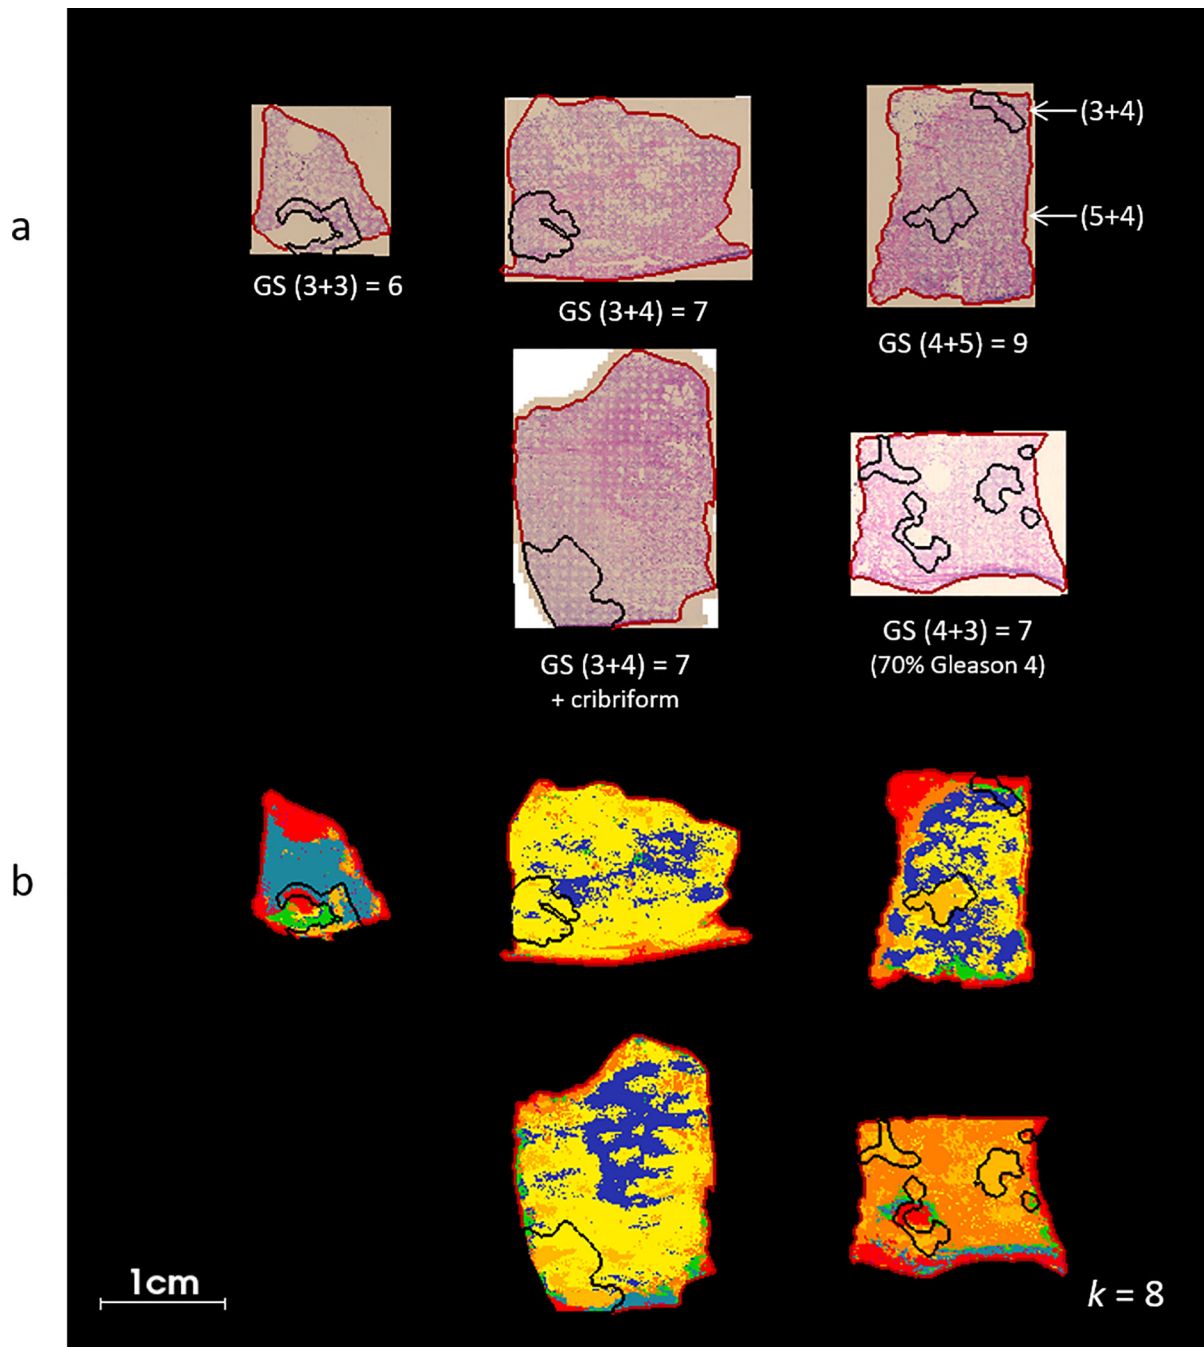 a
(3+4)
(5+4)
GS (3+3) = 6
GS (3+4) = 7
GS (4+5) = 9
GS (3+4) = 7
+ cribriform
GS (4+3) = 7
(70% Gleason 4)
b
1cm
k = 8